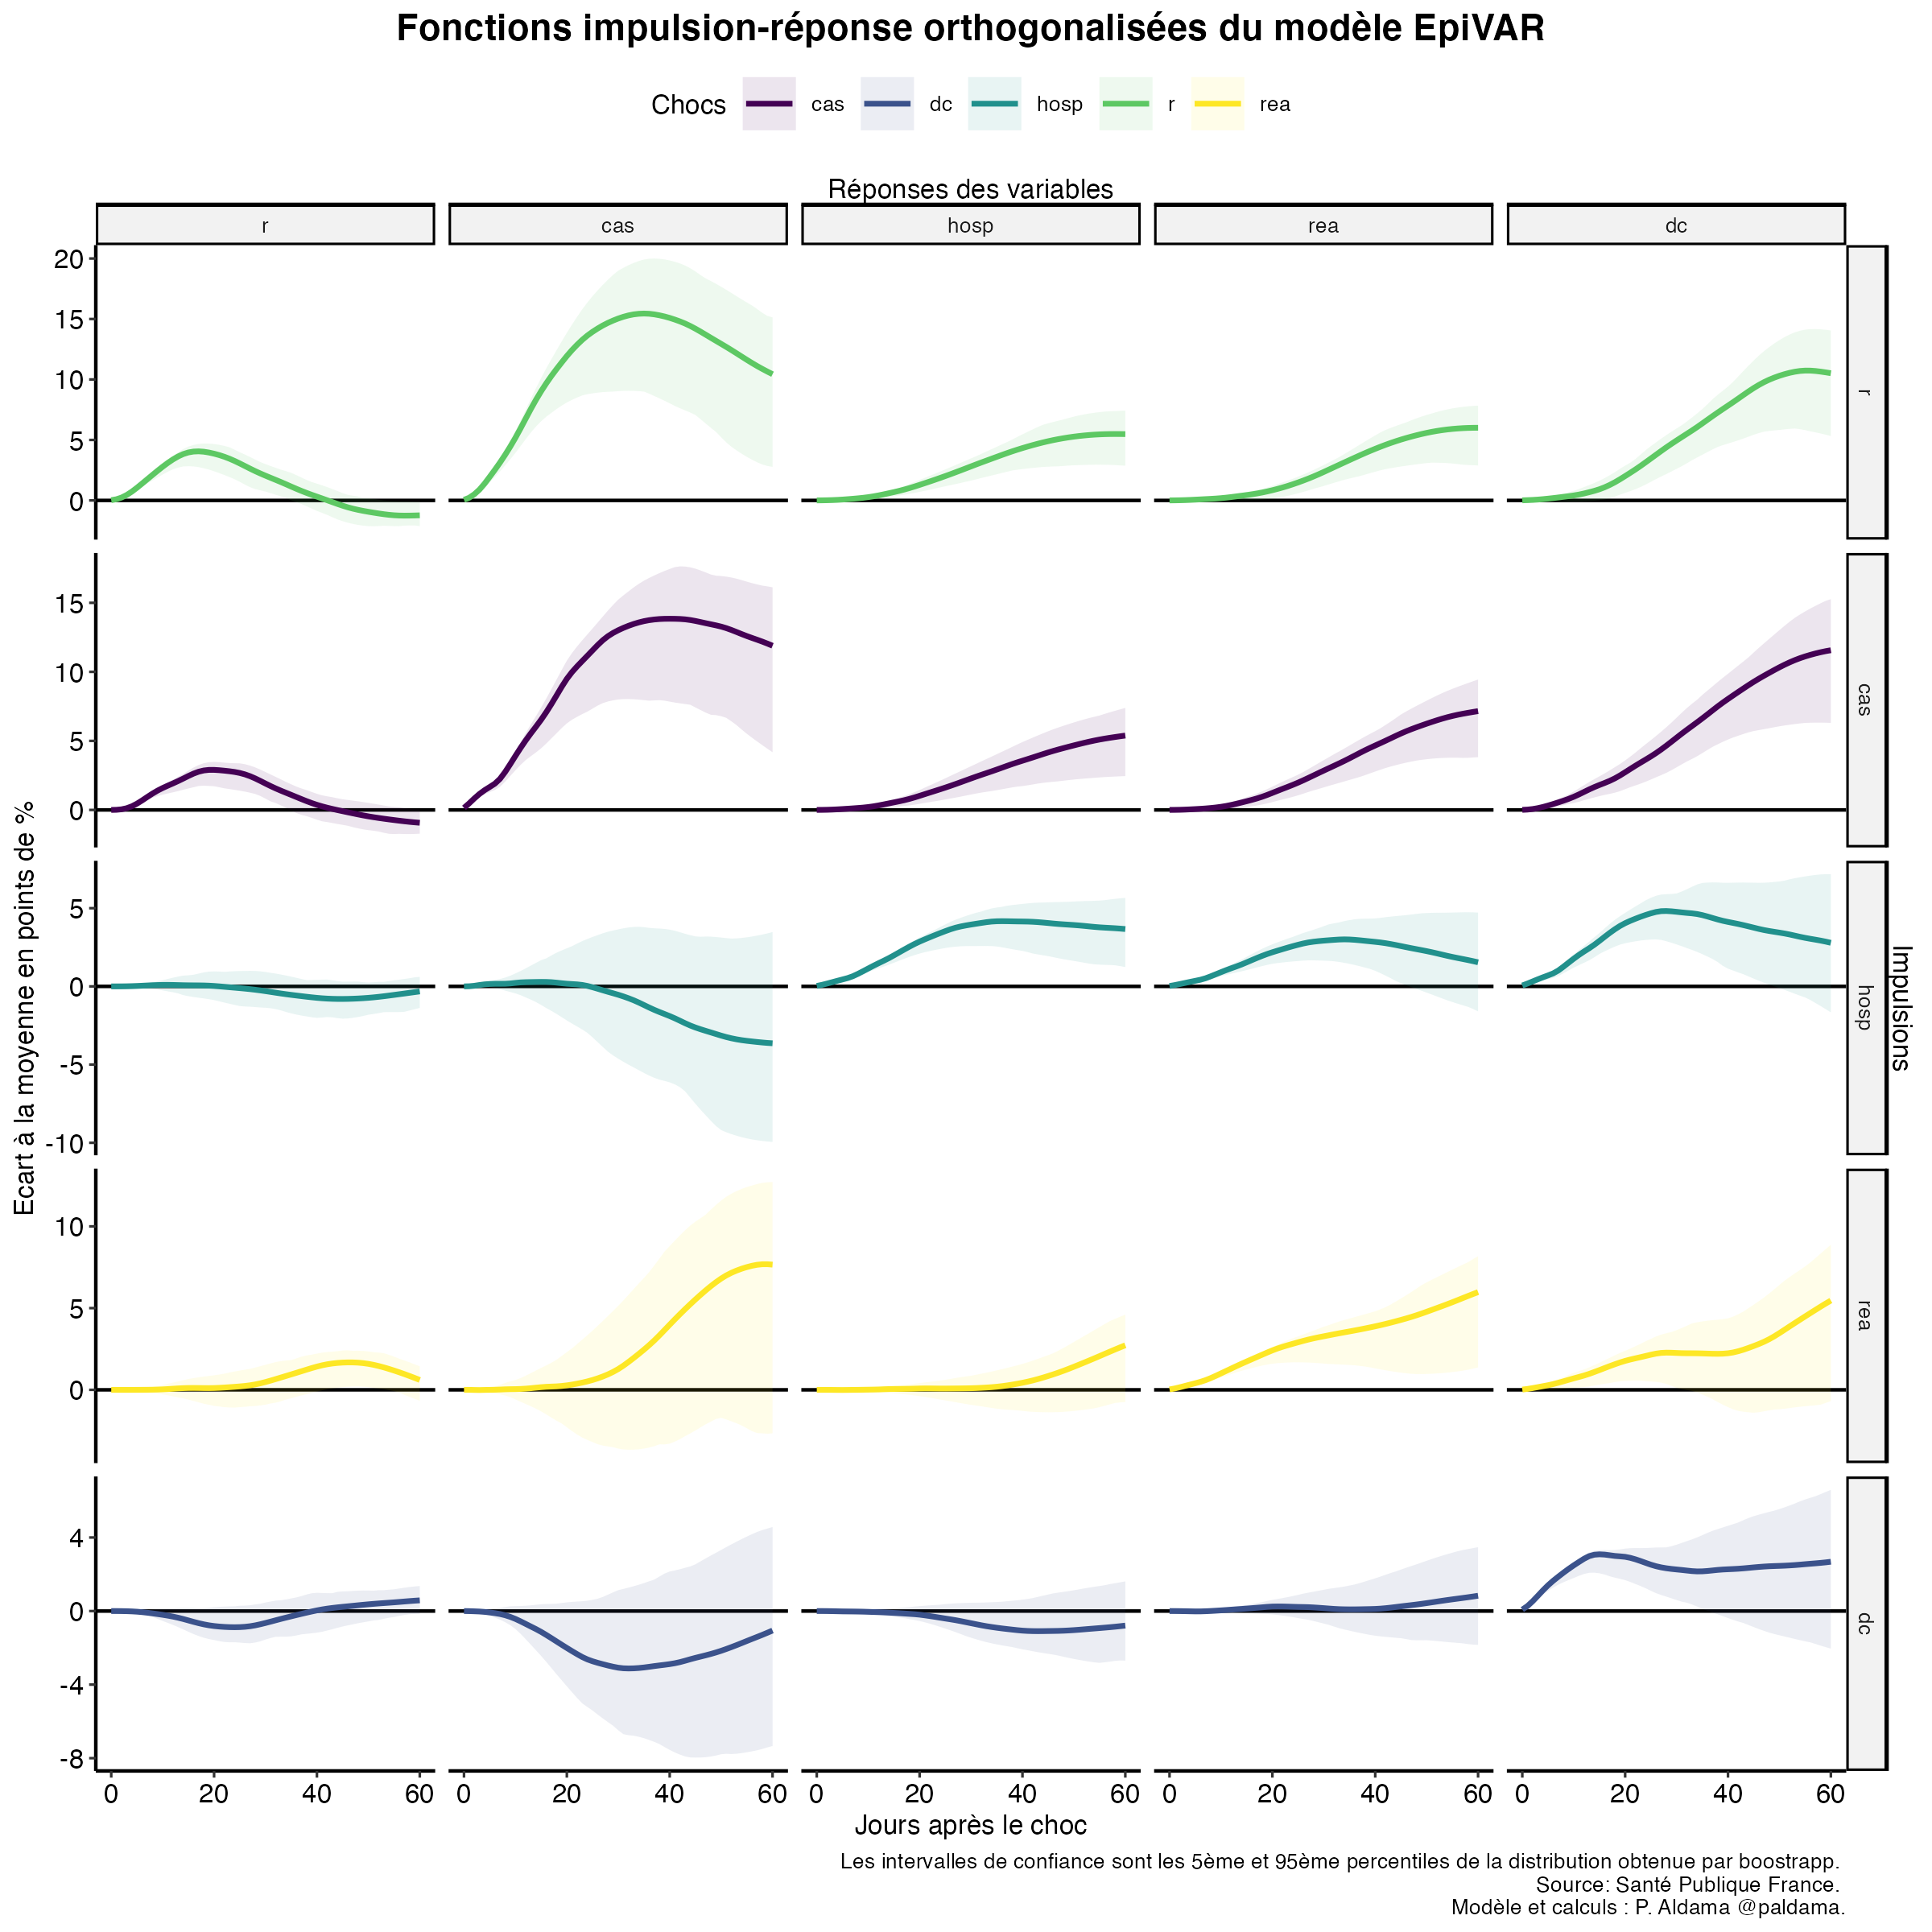 Fonctions impulsion-réponse orthogonalisées du modèle EpiVAR
Chocs cas dc hosp r rea
Réponses des variables
r cas hosp rea dc
20
15
10
5
0
r
15
10
5
0
cas
5
0
-5
-10
hosp
10
5
0
rea
4
0
-4
-8
dc
Ecart à la moyenne en points de %
Impulsions
0 20 40 60 0 20 40 60 0 20 40 60 0 20 40 60 0 20 40 60
Jours après le choc
Les intervalles de confiance sont les 5ème et 95ème percentiles de la distribution obtenue par boostrapp.
Source: Santé Publique France.
Modèle et calculs : P. Aldama @paldama.